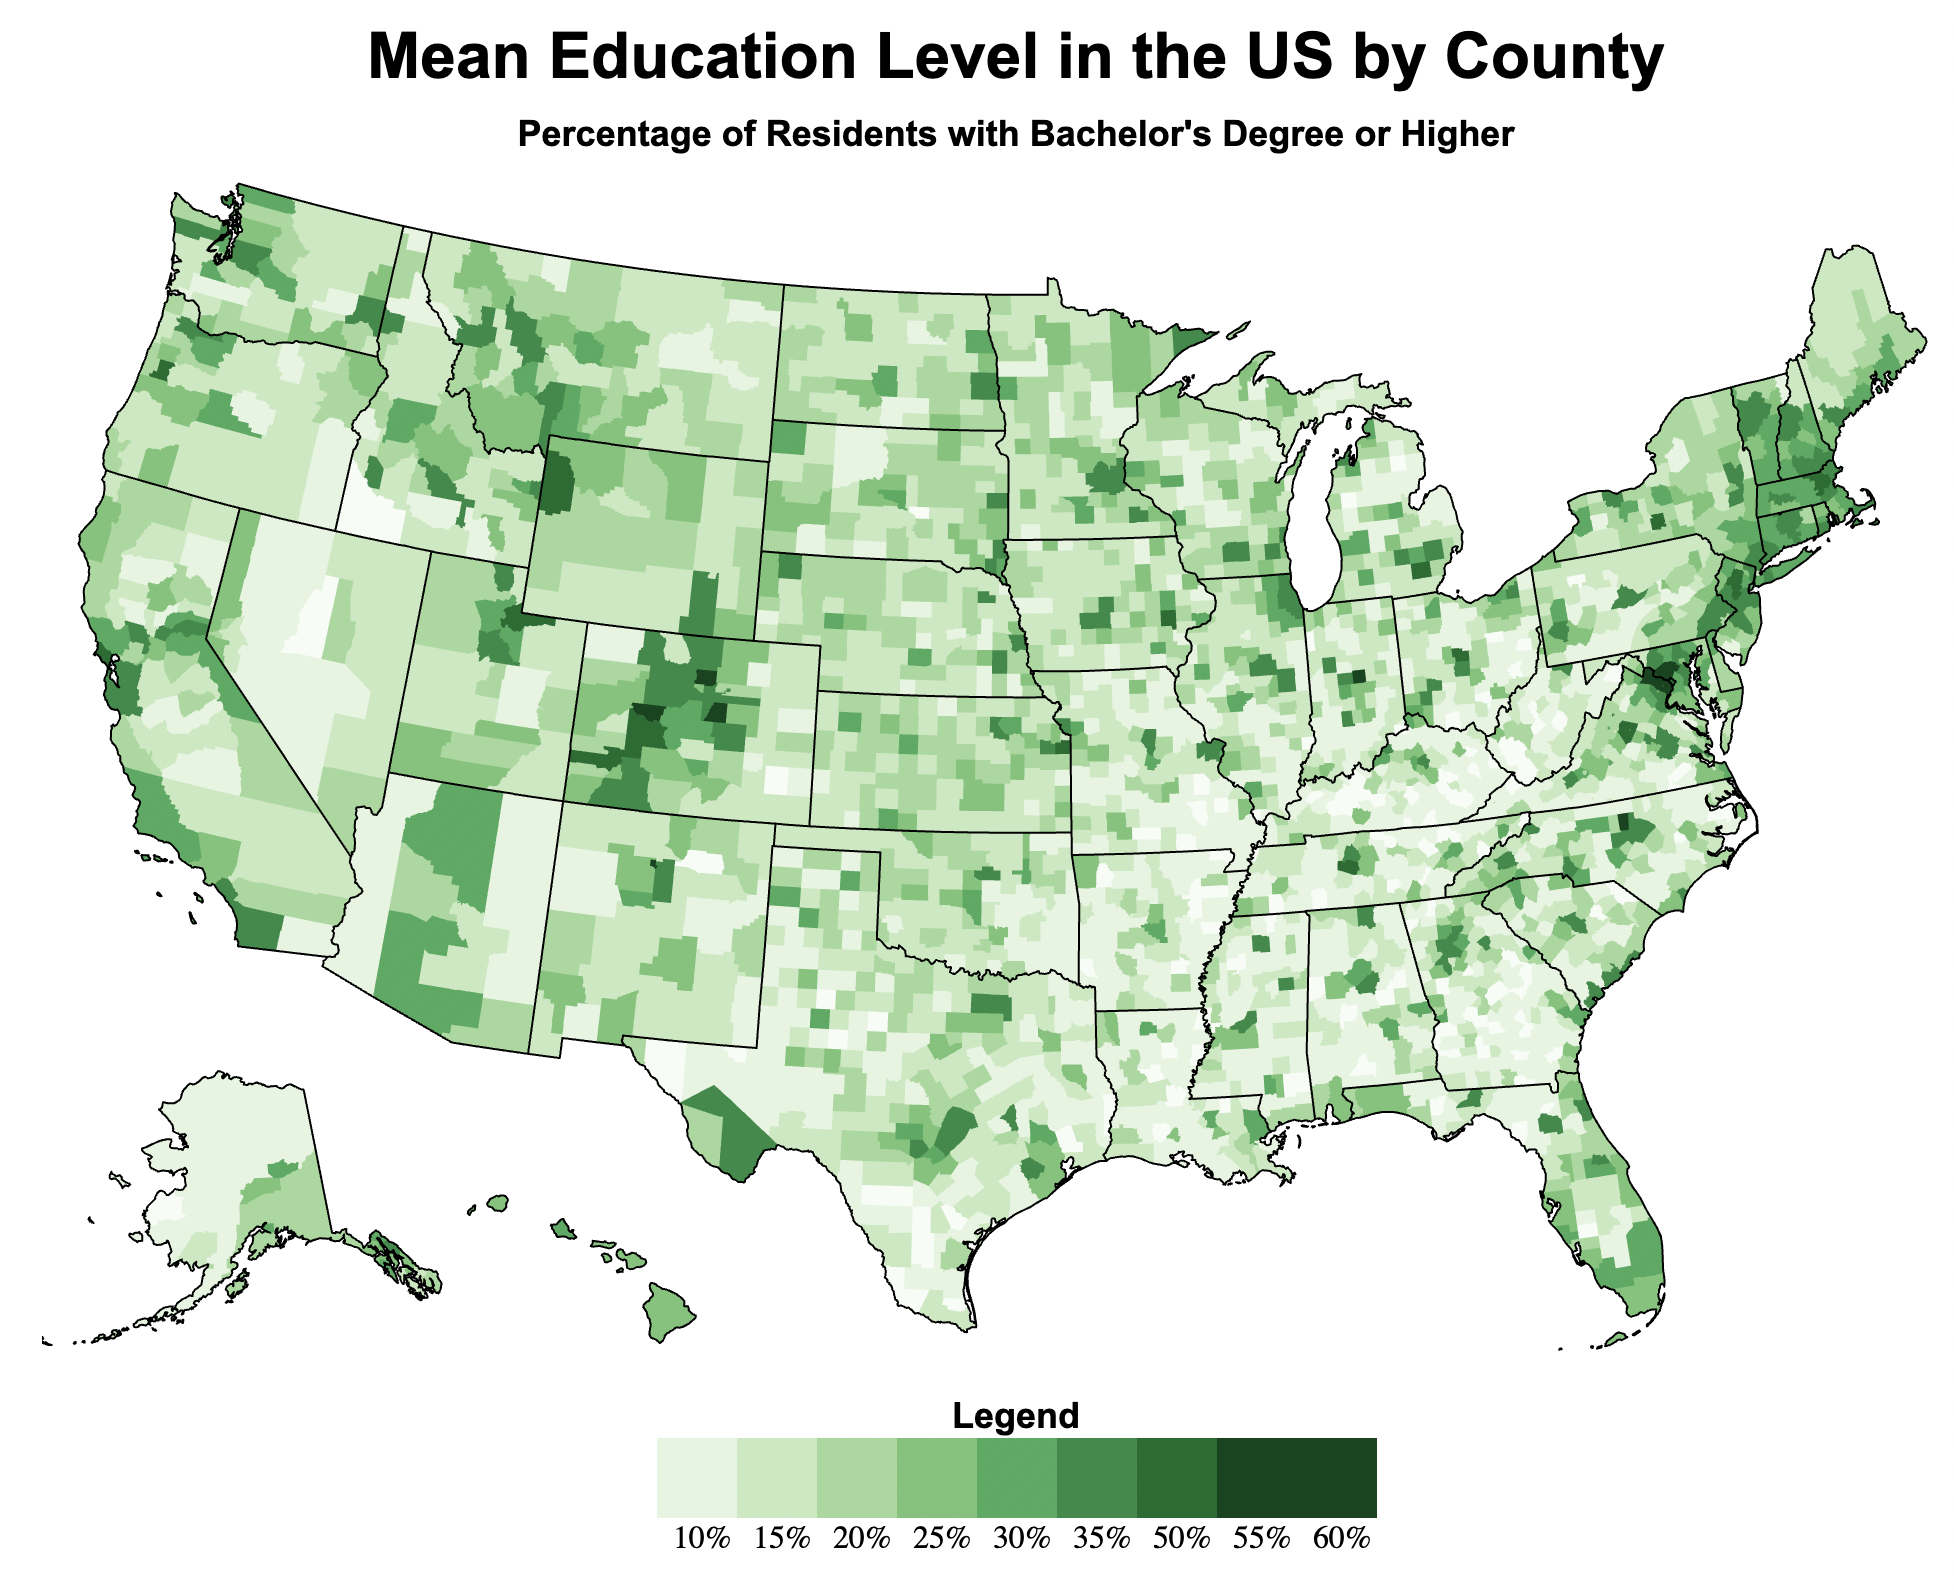 Mean Education Level in the US by County
Percentage of Residents with Bachelor's Degree or Higher
Legend
10% 15% 20% 25% 30% 35% 50% 55% 60%